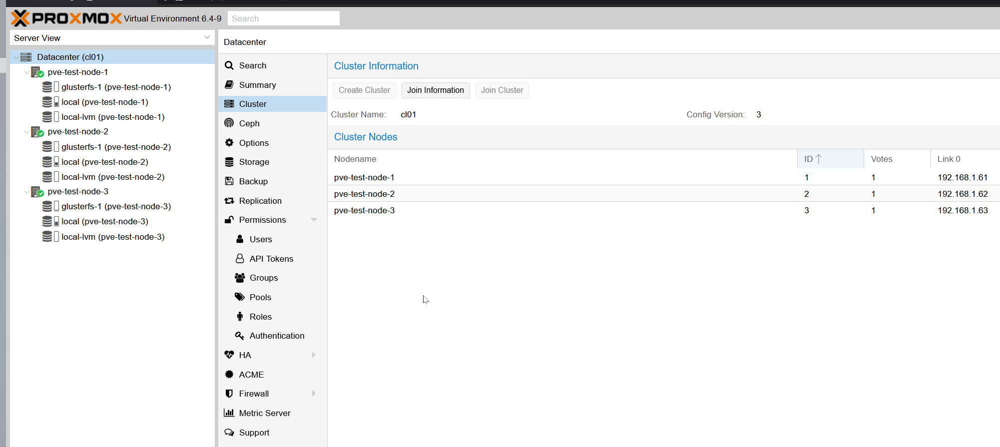 PROXMOX Virtual Environment 6.4-9 Search
Server View
Datacenter (cl01)
pve-test-node-1
glusterfs-1 (pve-test-node-1)
local (pve-test-node-1)
local-lvm (pve-test-node-1)
pve-test-node-2
glusterfs-1 (pve-test-node-2)
local (pve-test-node-2)
local-lvm (pve-test-node-2)
pve-test-node-3
glusterfs-1 (pve-test-node-3)
local (pve-test-node-3)
local-lvm (pve-test-node-3)
Datacenter
Search
Summary
Cluster
Ceph
Options
Storage
Backup
Replication
Permissions
Users
API Tokens
Groups
Pools
Roles
Authentication
HA
ACME
Firewall
Metric Server
Support
Cluster Information
Create Cluster Join Information Join Cluster
Cluster Name: cl01 Config Version: 3
Cluster Nodes
Nodename ID Votes Link 0
pve-test-node-1 1 1 192.168.1.61
pve-test-node-2 2 1 192.168.1.62
pve-test-node-3 3 1 192.168.1.63